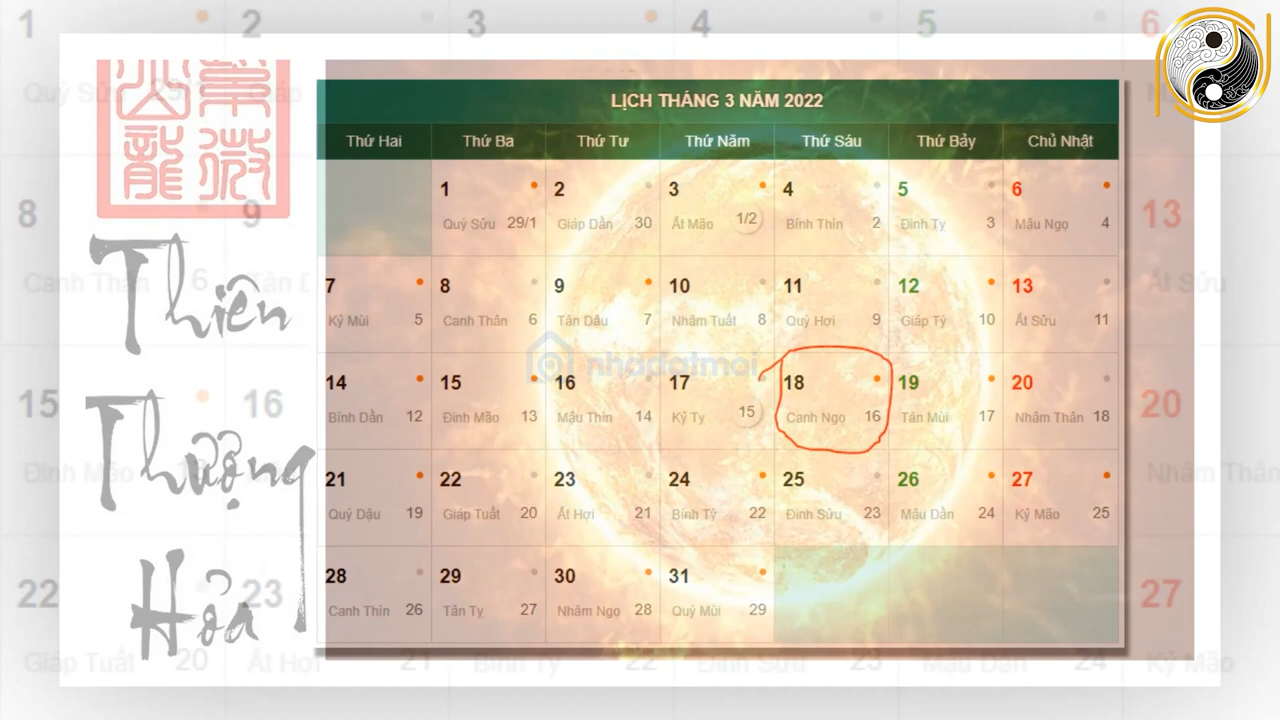 Thiên
Thượng
Hỏa
LỊCH THÁNG 3 NĂM 2022
Thứ Hai Thứ Ba Thứ Tư Thứ Năm Thứ Sáu Thứ Bảy Chủ Nhật
1 2 3 4 5 6
Quý Sửu 29/1 Giáp Dần 30 Ất Mão 1/2 Bính Thìn 2 Đinh Tỵ 3 Mậu Ngọ 4
7 8 9 10 11 12 13
Kỷ Mùi 5 Canh Thân 6 Tân Dậu 7 Nhâm Tuất 8 Quý Hợi 9 Giáp Tý 10 Ất Sửu 11
nhadatmoi
14 15 16 17 18 19 20
Bính Dần 12 Đinh Mão 13 Mậu Thìn 14 Kỷ Tỵ 15 Canh Ngọ 16 Tân Mùi 17 Nhâm Thân 18
21 22 23 24 25 26 27
Quý Dậu 19 Giáp Tuất 20 Ất Hợi 21 Bính Tý 22 Đinh Sửu 23 Mậu Dần 24 Kỷ Mão 25
28 29 30 31
Canh Thìn 26 Tân Tỵ 27 Nhâm Ngọ 28 Quý Mùi 29